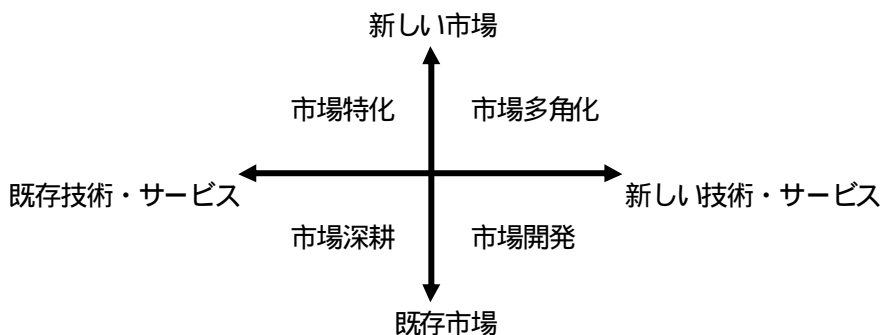 新しい市場
市場特化
市場多角化
既存技術・サービス
新しい技術・サービス
市場深耕
市場開発
既存市場